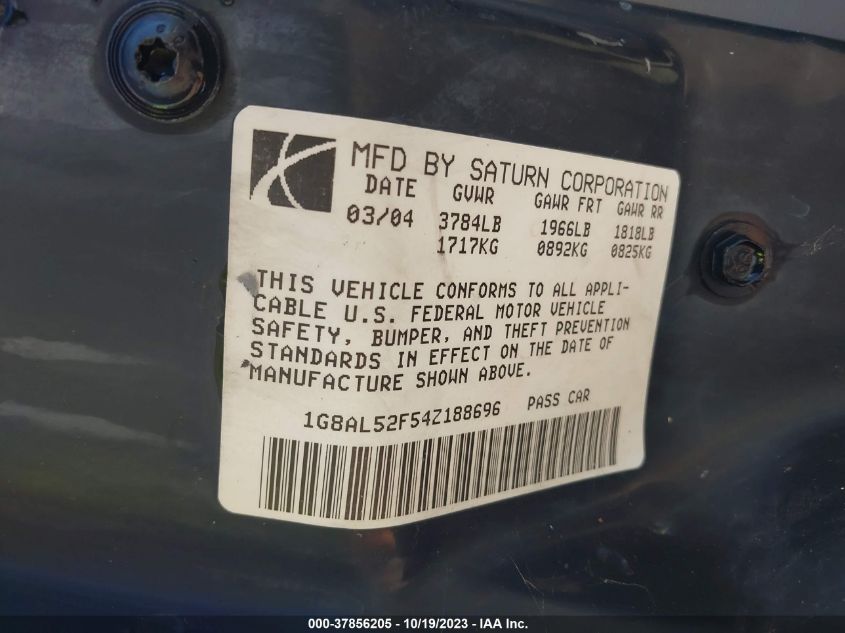 MFD BY SATURN CORPORATION
DATE GVWR GAWR FRT GAWR RR
03/04 3784LB 1966LB 1818LB
1717KG 0892KG 0825KG
THIS VEHICLE CONFORMS TO ALL APPLI-
CABLE U.S. FEDERAL MOTOR VEHICLE
SAFETY, BUMPER, AND THEFT PREVENTION
STANDARDS IN EFFECT ON THE DATE OF
MANUFACTURE SHOWN ABOVE.
1G8AL52F54Z188696 PASS CAR
000-37856205 - 10/19/2023 - IAA Inc.